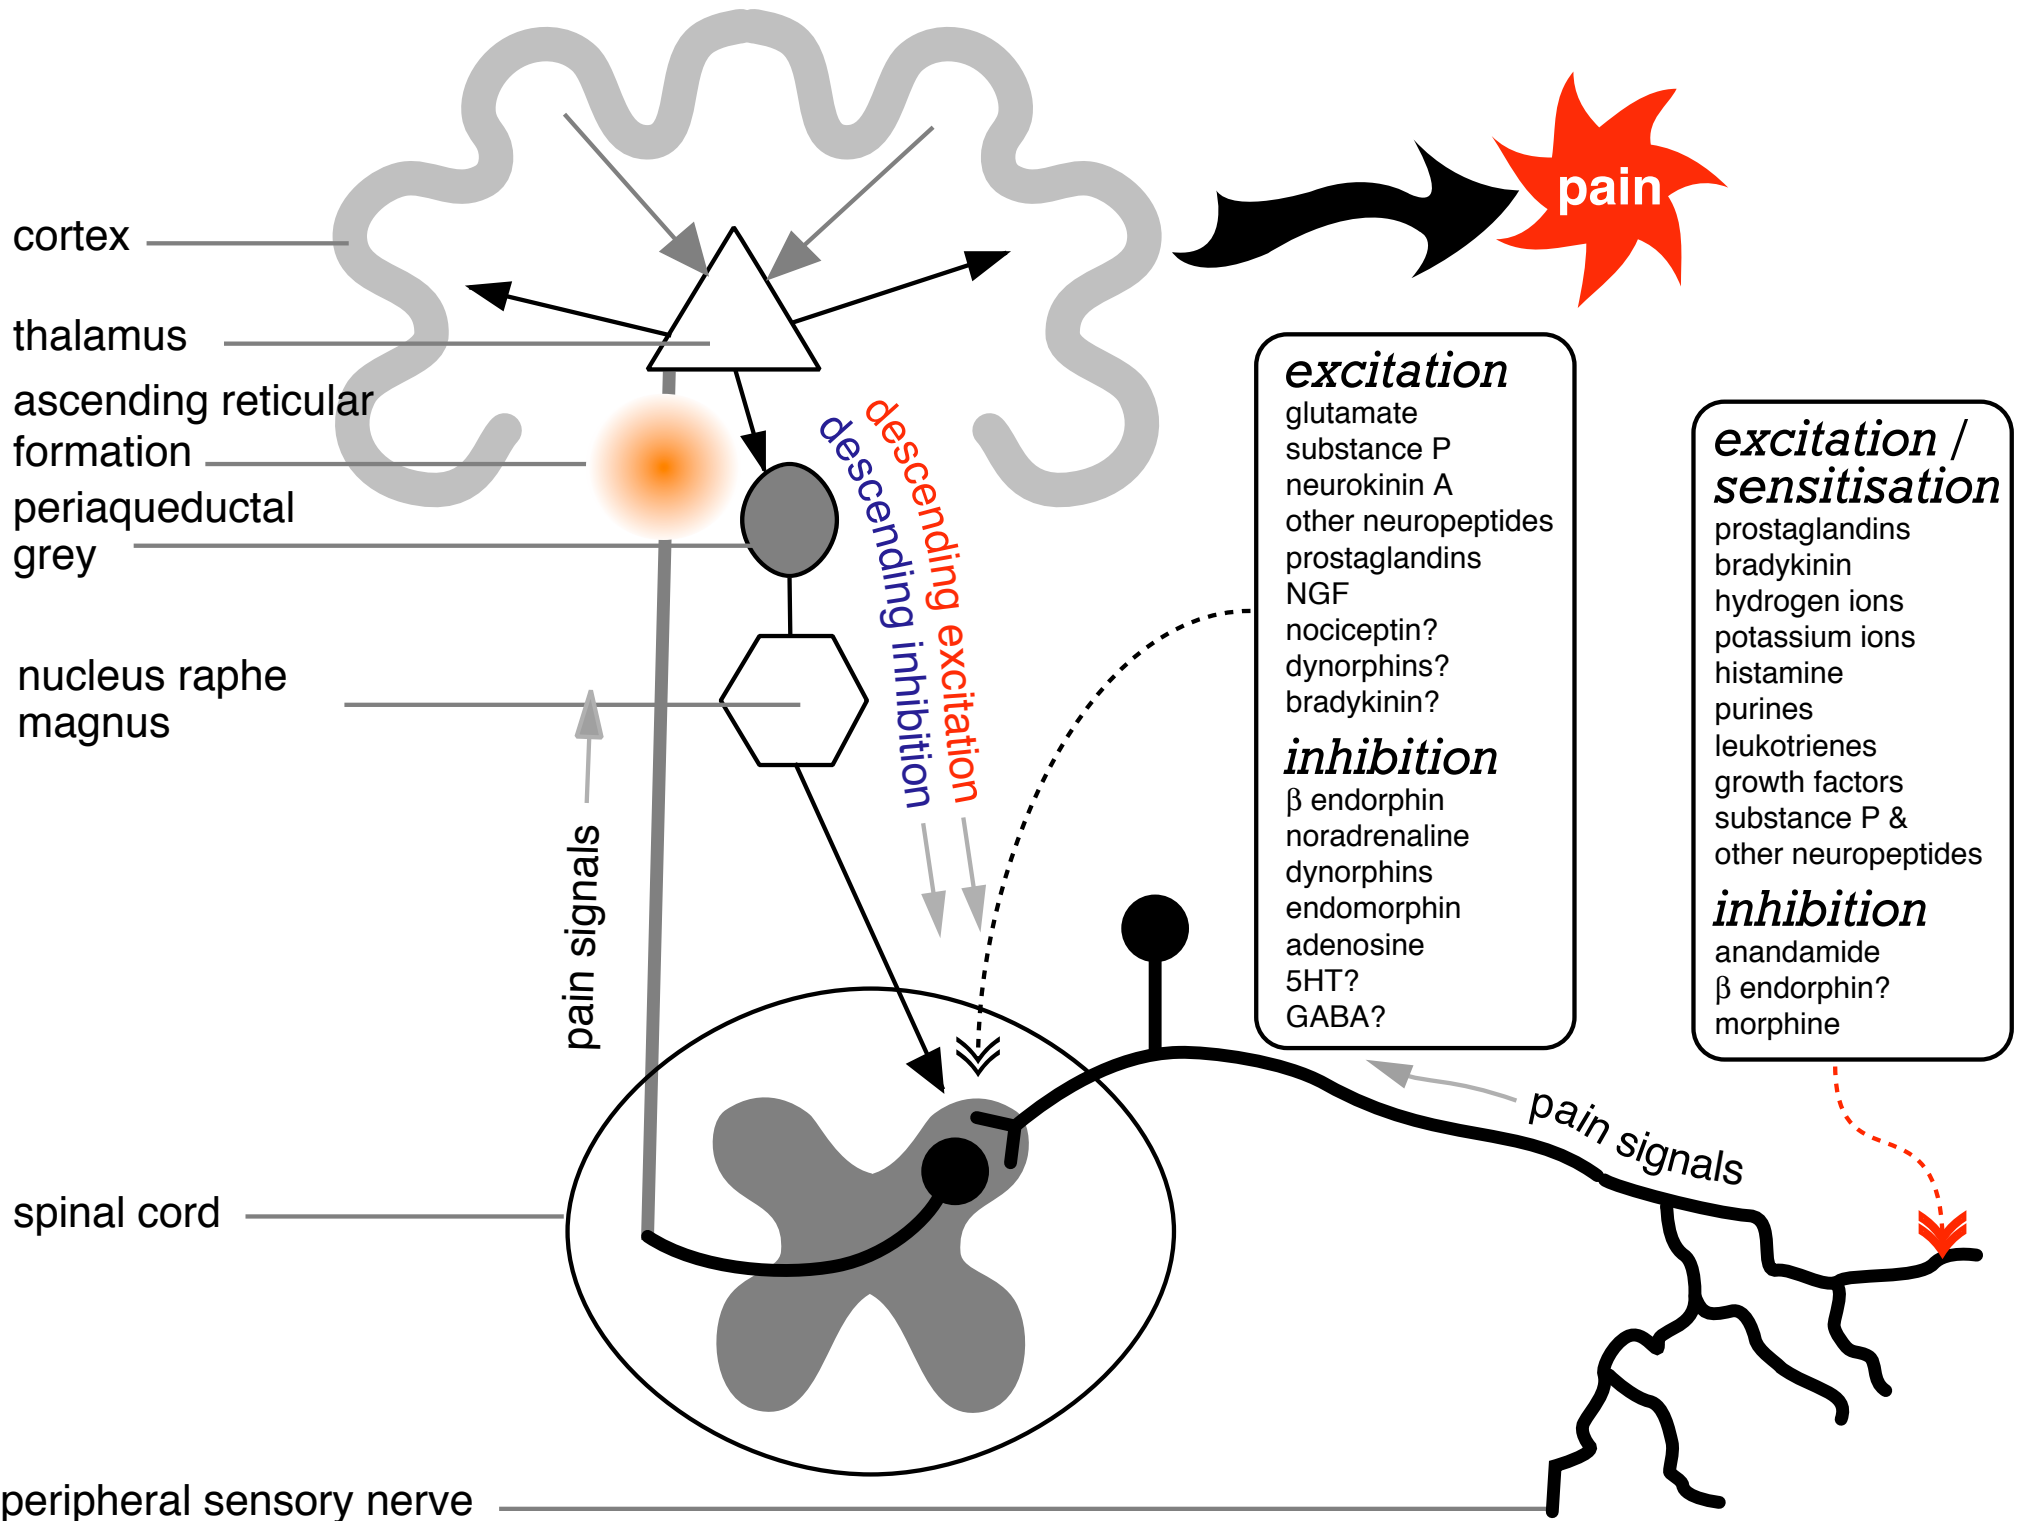 pain
cortex
thalamus
ascending reticular
formation
periaqueductal
grey
nucleus raphe
magnus
pain signals
descending inhibition
descending excitation
spinal cord
peripheral sensory nerve
excitation
glutamate
substance P
neurokinin A
other neuropeptides
prostaglandins
NGF
nociceptin?
dynorphins?
bradykinin?
inhibition
β endorphin
noradrenaline
dynorphins
endomorphin
adenosine
5HT?
GABA?
excitation /
sensitisation
prostaglandins
bradykinin
hydrogen ions
potassium ions
histamine
purines
leukotrienes
growth factors
substance P &
other neuropeptides
inhibition
anandamide
β endorphin?
morphine
pain signals